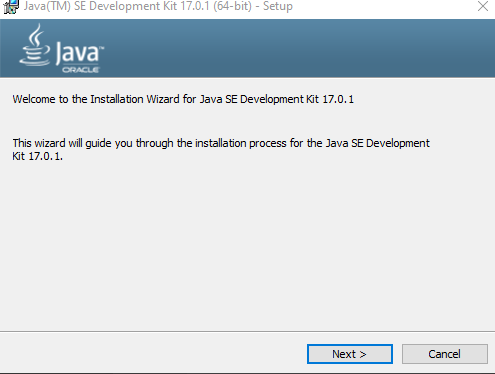 Java(TM) SE Development Kit 17.0.1 (64-bit) - Setup
Java™
ORACLE
Welcome to the Installation Wizard for Java SE Development Kit 17.0.1
This wizard will guide you through the installation process for the Java SE Development
Kit 17.0.1.
Next >
Cancel